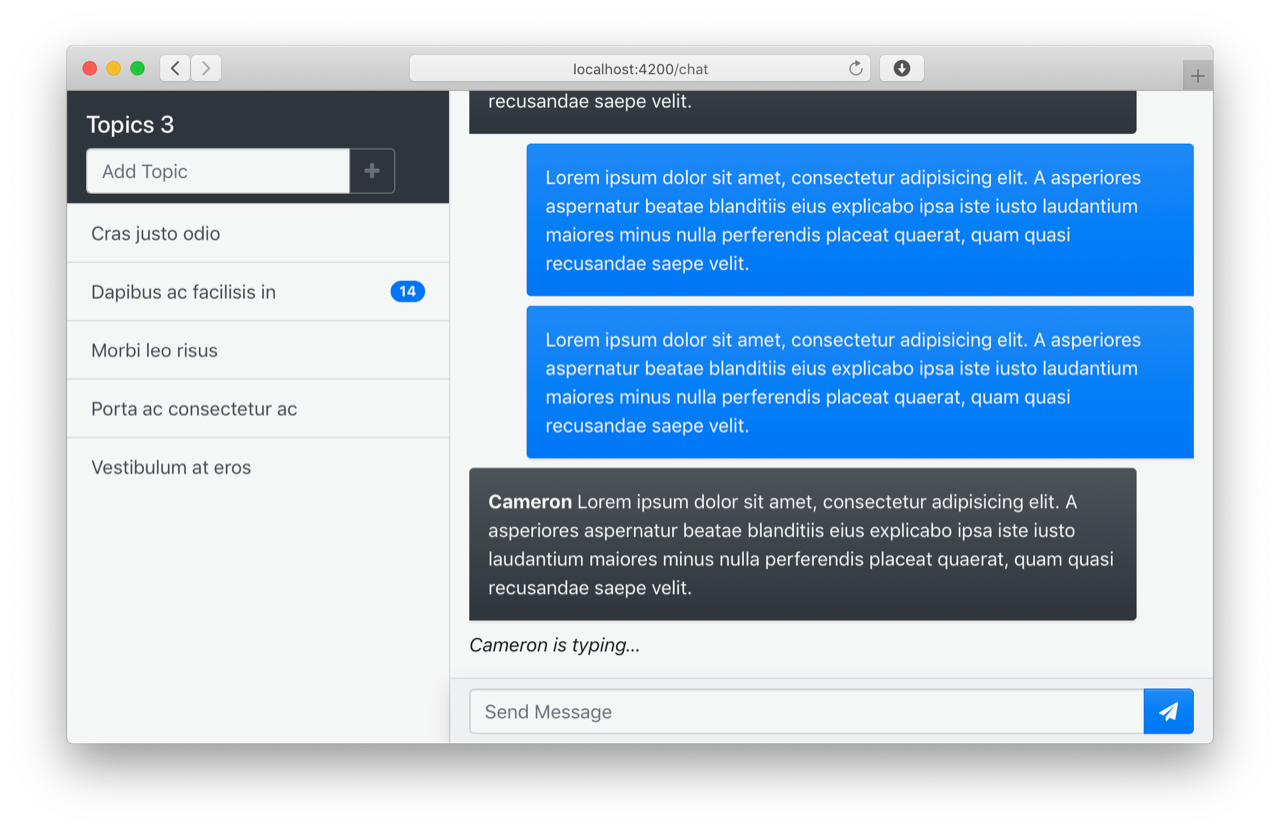 localhost:4200/chat
Topics 3
Add Topic
Cras justo odio
Dapibus ac facilisis in 14
Morbi leo risus
Porta ac consectetur ac
Vestibulum at eros
recusandae saepe velit.
Lorem ipsum dolor sit amet, consectetur adipisicing elit. A asperiores
aspernatur beatae blanditiis eius explicabo ipsa iste iusto laudantium
maiores minus nulla perferendis placeat quaerat, quam quasi
recusandae saepe velit.
Lorem ipsum dolor sit amet, consectetur adipisicing elit. A asperiores
aspernatur beatae blanditiis eius explicabo ipsa iste iusto laudantium
maiores minus nulla perferendis placeat quaerat, quam quasi
recusandae saepe velit.
Cameron Lorem ipsum dolor sit amet, consectetur adipisicing elit. A
asperiores aspernatur beatae blanditiis eius explicabo ipsa iste iusto
laudantium maiores minus nulla perferendis placeat quaerat, quam quasi
recusandae saepe velit.
Cameron is typing...
Send Message